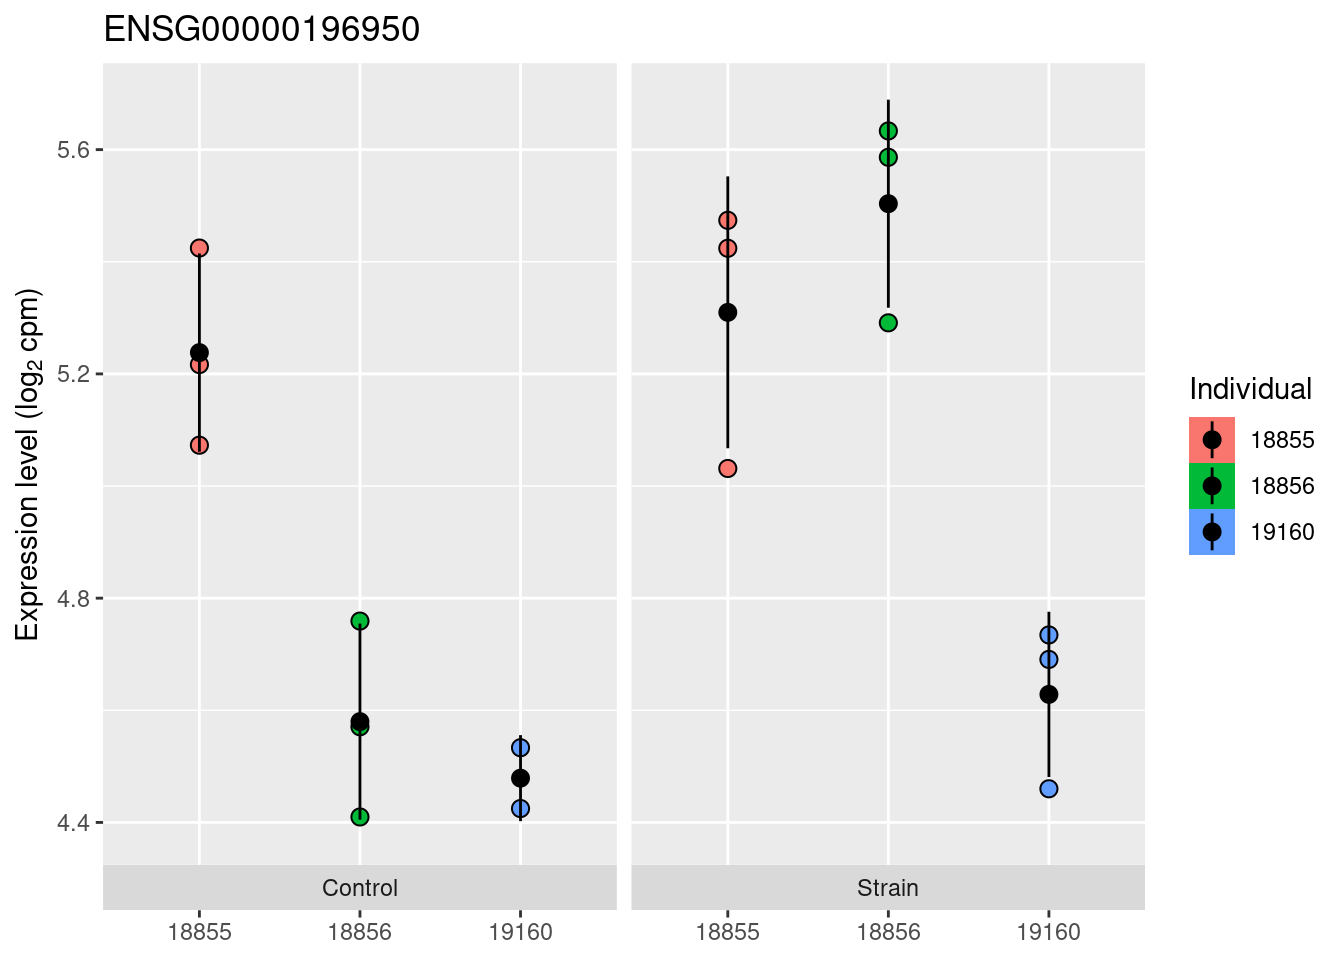 ENSG00000196950
Expression level (log₂ cpm)
5.6
5.2
4.8
4.4
Control
Strain
18855 18856 19160
18855 18856 19160
Individual
18855
18856
19160